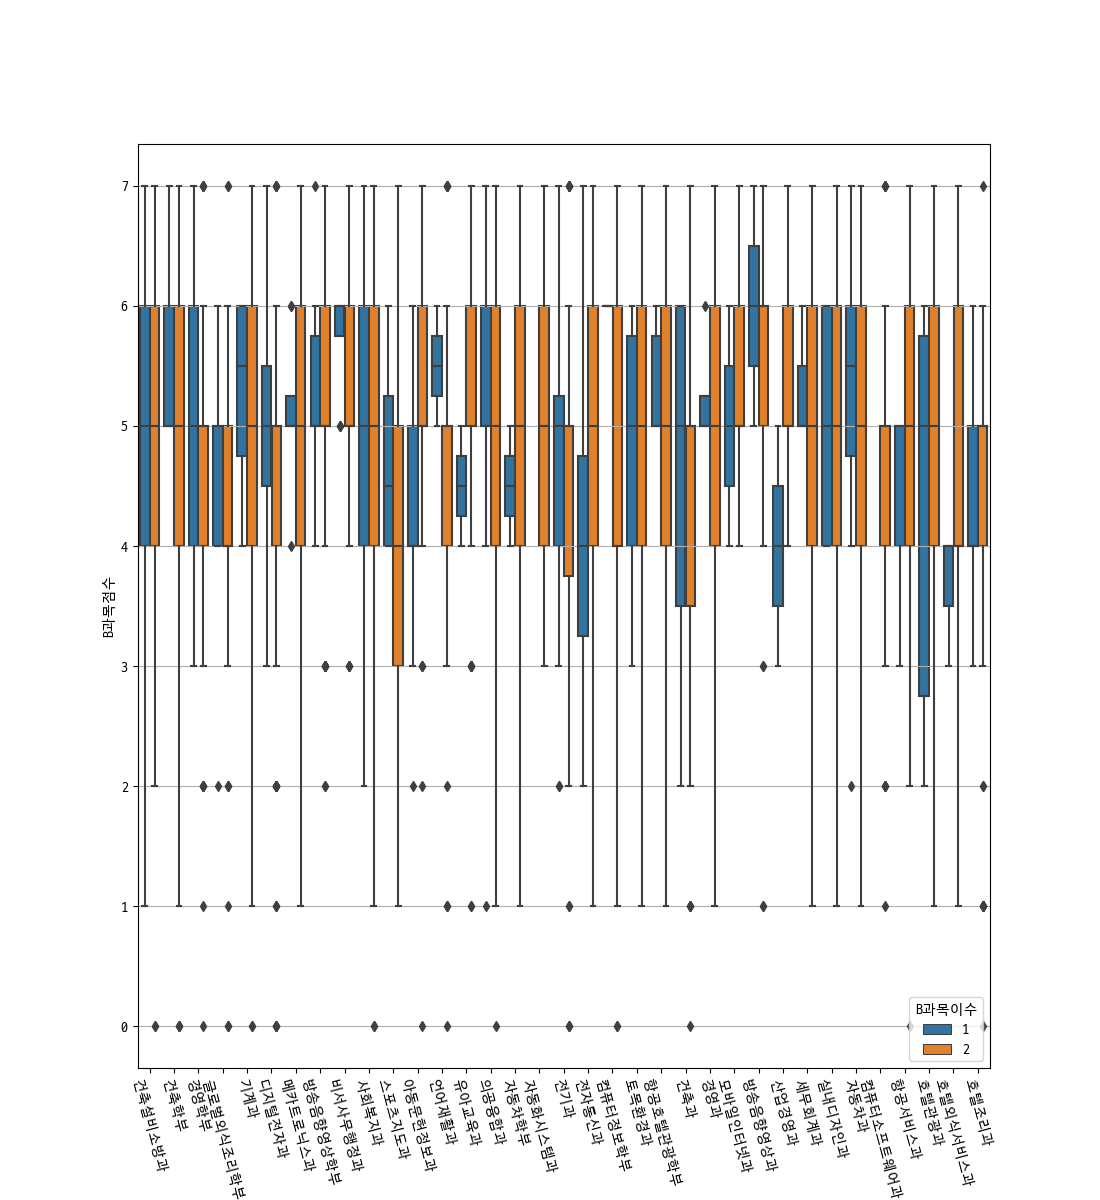 7
6
5
4
3
2
1
0
B과목점수
B과목이수
1
2
건축설비소방과
건축학부
경영학부
글로벌외식조리학부
기계과
디지털전자과
메카트로닉스과
방송음향영상학부
비서사무행정과
사회복지과
스포츠지도과
아동문헌정보과
언어재활과
유아교육과
의공융합과
자동차학부
자동화시스템과
전기과
전자통신과
컴퓨터정보학부
토목환경과
항공호텔관광학부
건축과
경영과
모바일인터넷과
방송음향영상과
산업경영과
세무회계과
실내디자인과
자동차과
컴퓨터소프트웨어과
항공서비스과
호텔관광과
호텔외식서비스과
호텔조리과